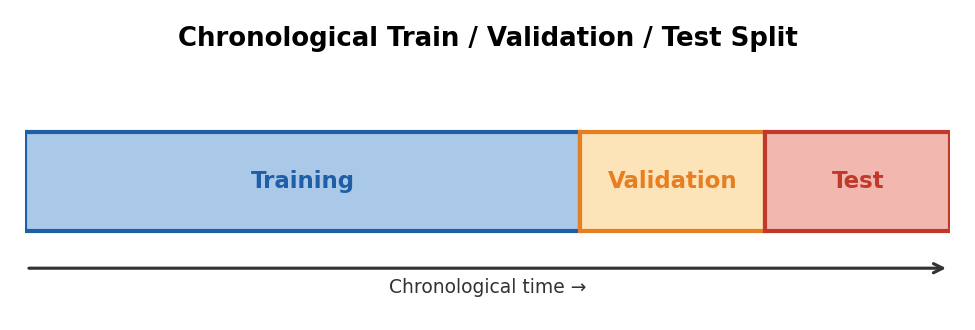 Chronological Train / Validation / Test Split
Training
Validation
Test
Chronological time →